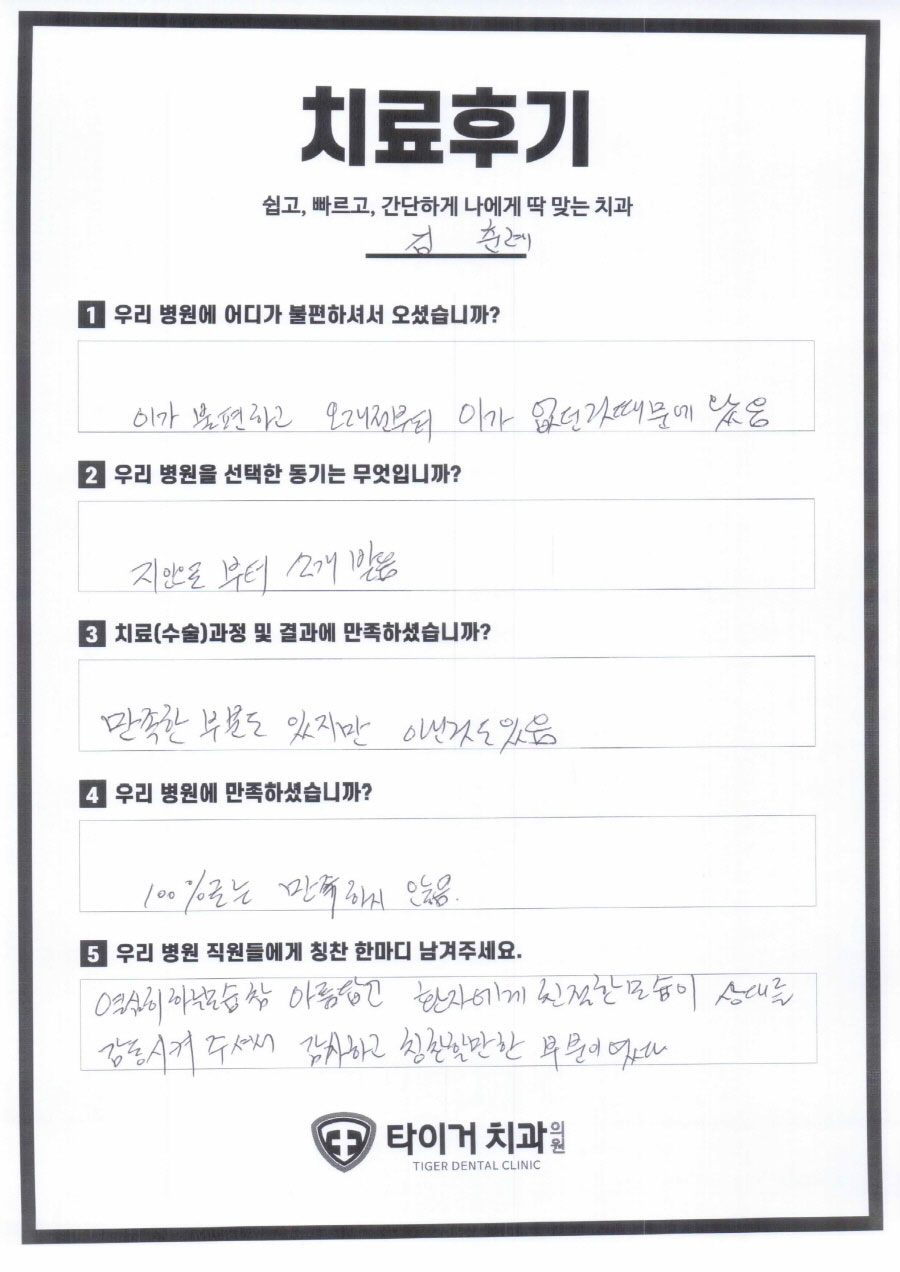 치료후기
쉽고, 빠르고, 간단하게 나에게 딱 맞는 치과
김 춘례
1 우리 병원에 어디가 불편하셔서 오셨습니까?
이가 불편하고 오래전부터 이가 없던것때문에 왔음
2 우리 병원을 선택한 동기는 무엇입니까?
지인으로 부터 소개 받음
3 치료(수술)과정 및 결과에 만족하셨습니까?
만족한 부분도 있지만 아닌것도있음
4 우리 병원에 만족하셨습니까?
100%로는 만족하지 않음.
5 우리 병원 직원들에게 칭찬 한마디 남겨주세요.
열심히 하는모습참 아름답고 환자에게 친절한모습이 상대를
감동시켜 주셔서 감사하고 칭찬할만한 부분이었다
타이거 치과의원
TIGER DENTAL CLINIC